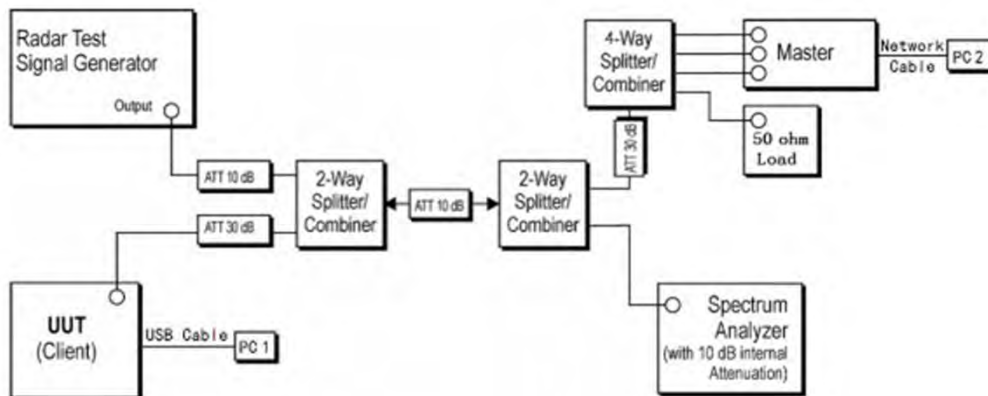 Radar Test
Signal Generator
Output
ATT 10 dB
ATT 30 dB
2-Way
Splitter/
Combiner
ATT 10 dB
2-Way
Splitter/
Combiner
ATT 30 dB
4-Way
Splitter/
Combiner
Master
Network
Cable
PC 2
50 ohm
Load
UUT
(Client)
USB Cable
PC 1
Spectrum
Analyzer
(with 10 dB internal
Attenuation)